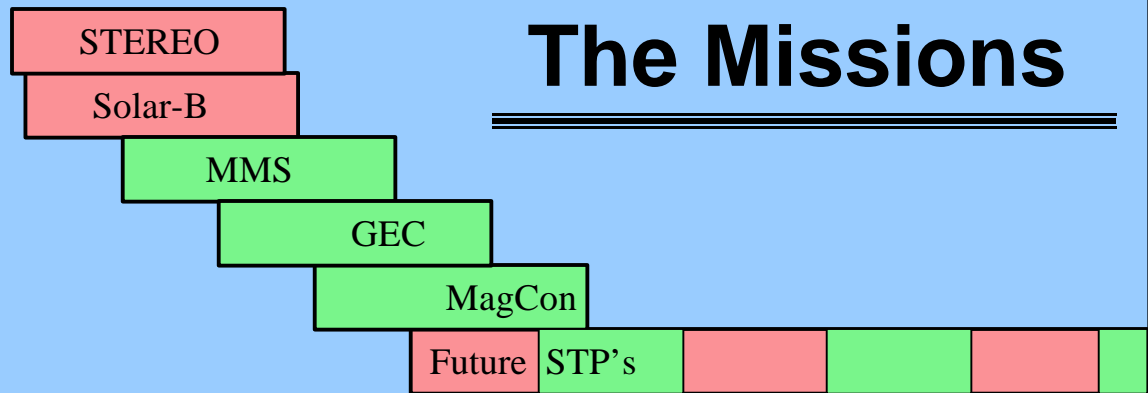 The Missions
STEREO
Solar-B
MMS
GEC
MagCon
Future STP's